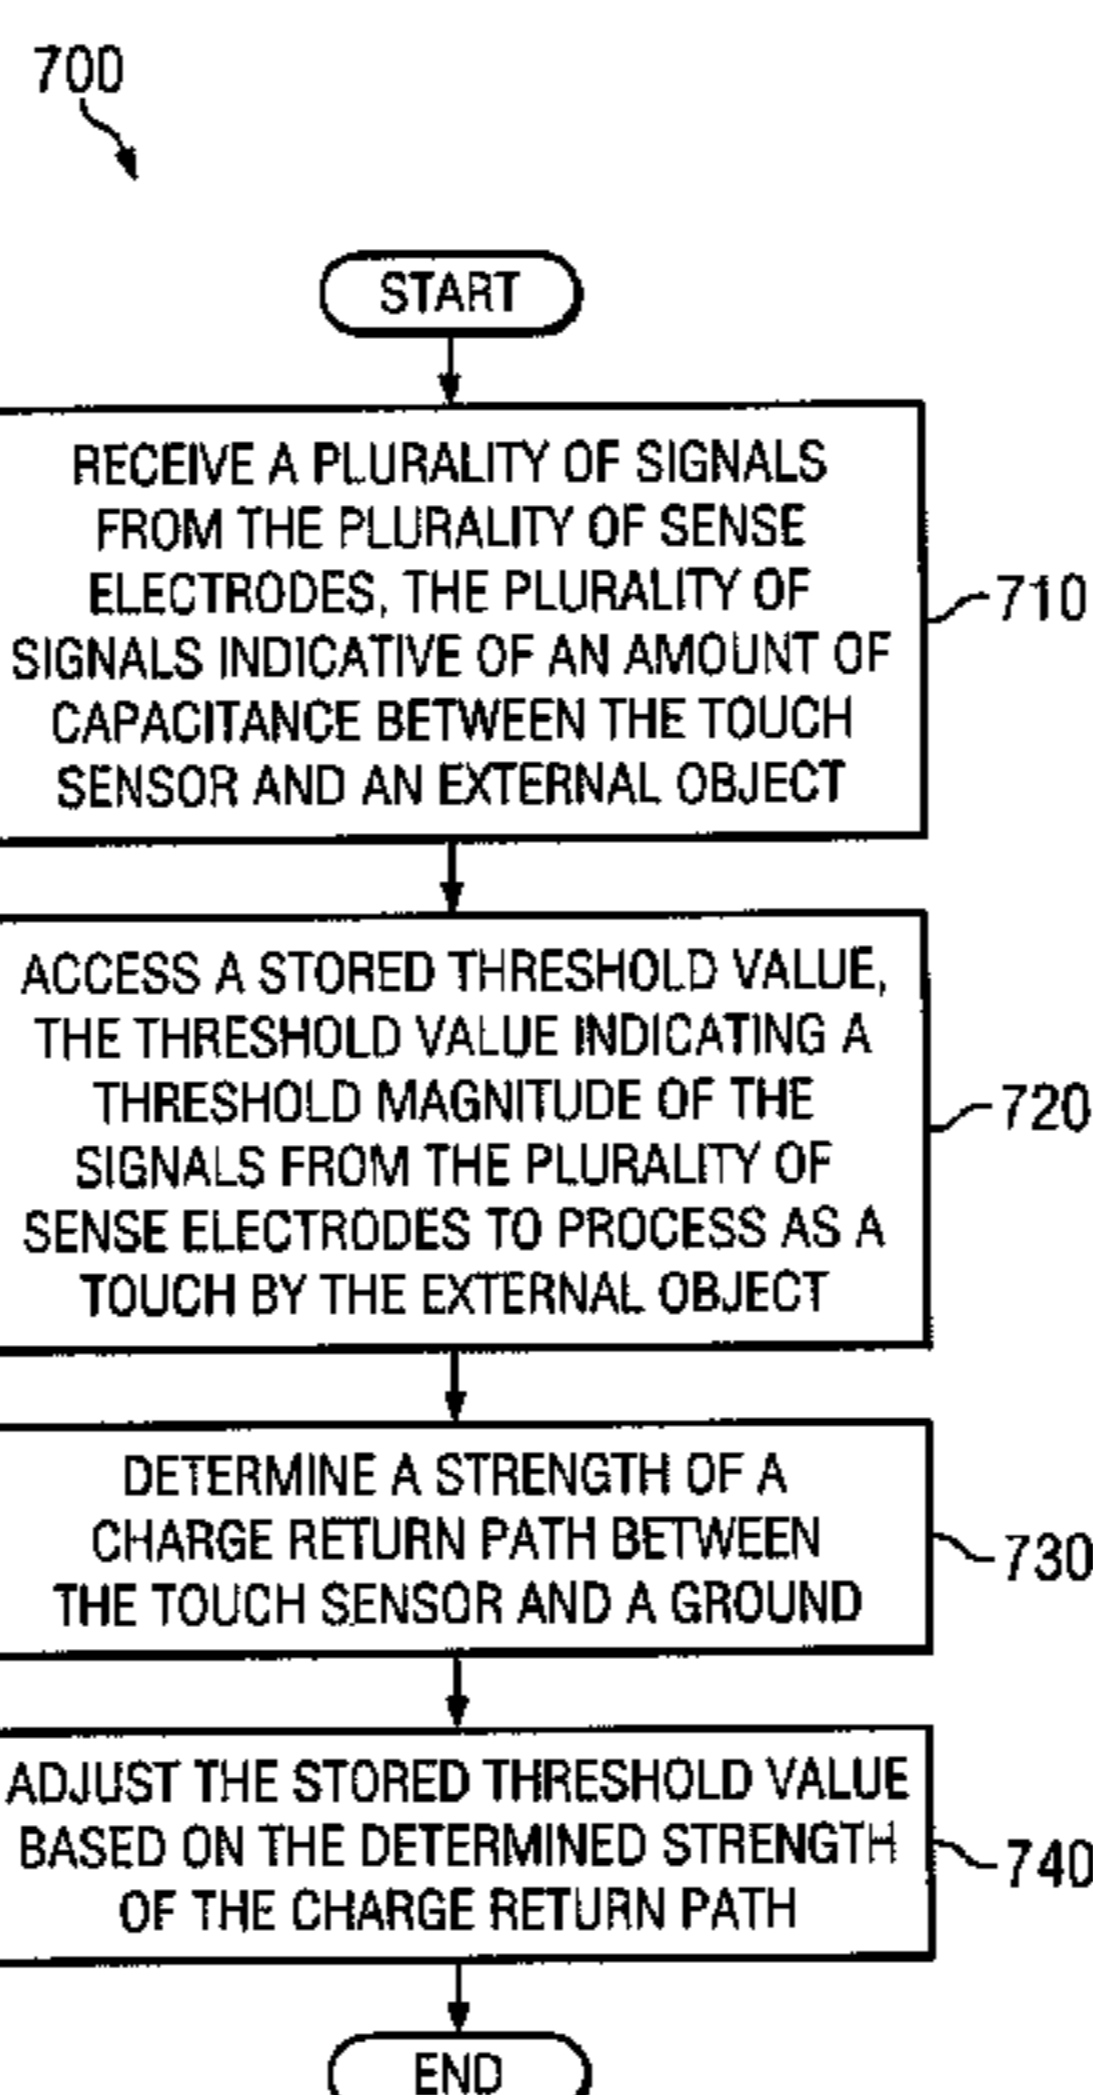 700
START
RECEIVE A PLURALITY OF SIGNALS
FROM THE PLURALITY OF SENSE
ELECTRODES, THE PLURALITY OF
SIGNALS INDICATIVE OF AN AMOUNT OF
CAPACITANCE BETWEEN THE TOUCH
SENSOR AND AN EXTERNAL OBJECT
710
ACCESS A STORED THRESHOLD VALUE,
THE THRESHOLD VALUE INDICATING A
THRESHOLD MAGNITUDE OF THE
SIGNALS FROM THE PLURALITY OF
SENSE ELECTRODES TO PROCESS AS A
TOUCH BY THE EXTERNAL OBJECT
720
DETERMINE A STRENGTH OF A
CHARGE RETURN PATH BETWEEN
THE TOUCH SENSOR AND A GROUND
730
ADJUST THE STORED THRESHOLD VALUE
BASED ON THE DETERMINED STRENGTH
OF THE CHARGE RETURN PATH
740
END